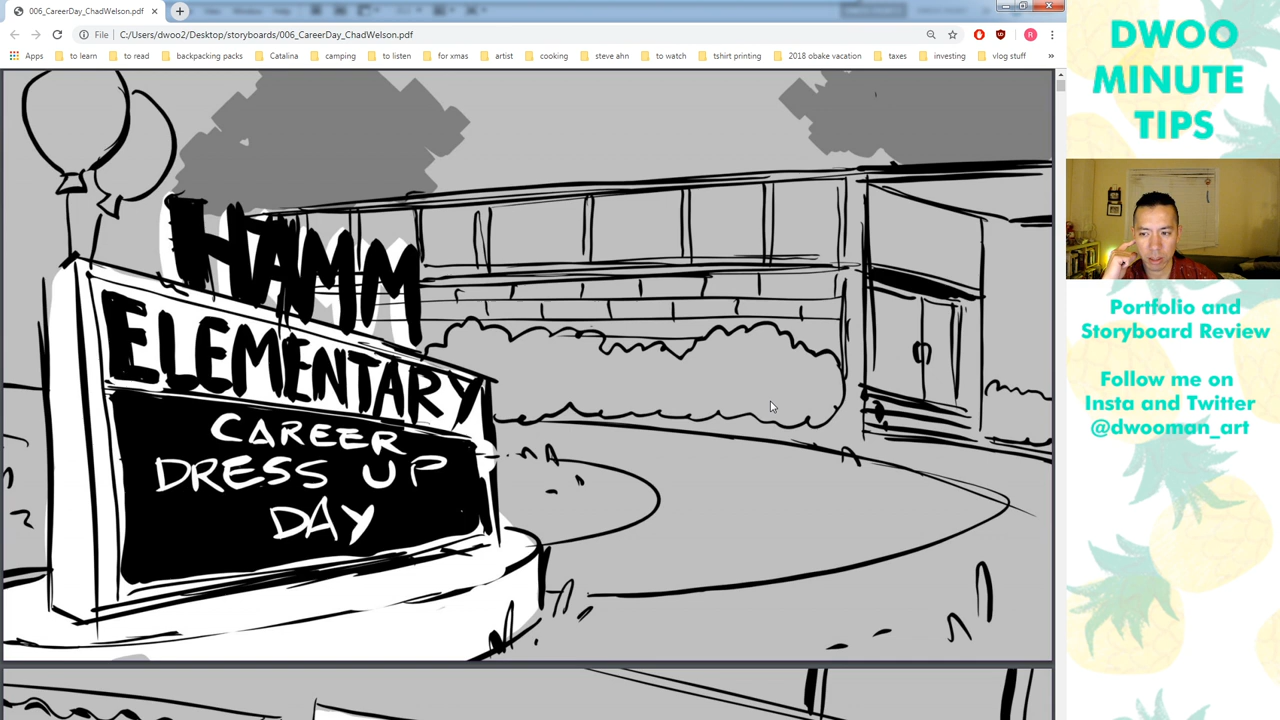 006_CareerDay_ChadWelson.pdf
File
C:/Users/dwoo2/Desktop/storyboards/006_CareerDay_ChadWelson.pdf
R
Apps
to learn
to read
backpacking packs
Catalina
camping
to listen
for xmas
artist
cooking
steve ahn
to watch
tshirt printing
2018 obake vacation
taxes
investing
vlog stuff
»
HAMM
ELEMENTARY
CAREER
DRESS UP
DAY
DWOO
MINUTE
TIPS
Portfolio and
Storyboard Review
Follow me on
Insta and Twitter
@dwooman_art